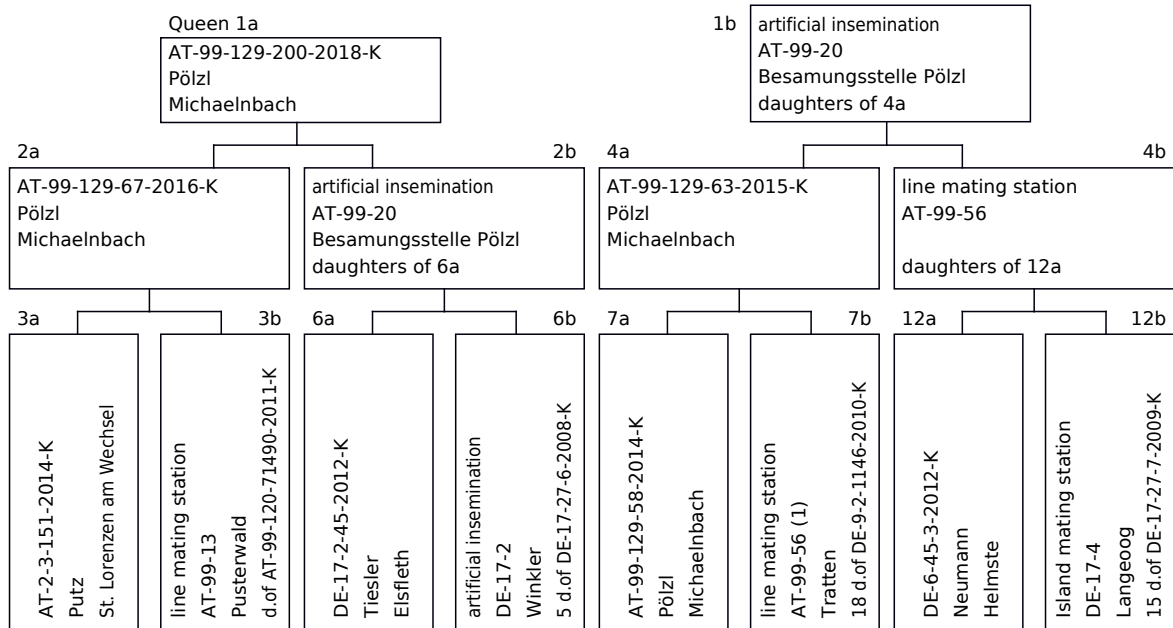 Queen 1a
AT-99-129-200-2018-K
Pölzl
Michaelnbach
1b
artificial insemination
AT-99-20
Besamungsstelle Pölzl
daughters of 4a
2a
AT-99-129-67-2016-K
Pölzl
Michaelnbach
2b
artificial insemination
AT-99-20
Besamungsstelle Pölzl
daughters of 6a
4a
AT-99-129-63-2015-K
Pölzl
Michaelnbach
4b
line mating station
AT-99-56
daughters of 12a
3a
AT-2-3-151-2014-K
Putz
St. Lorenzen am Wechsel
3b
line mating station
AT-99-13
Pusterwald
d.of AT-99-120-71490-2011-K
6a
DE-17-2-45-2012-K
Tiesler
Elsfleth
6b
artificial insemination
DE-17-2
Winkler
5 d.of DE-17-27-6-2008-K
7a
AT-99-129-58-2014-K
Pölzl
Michaelnbach
7b
line mating station
AT-99-56 (1)
Tratten
18 d.of DE-9-2-1146-2010-K
12a
DE-6-45-3-2012-K
Neumann
Helmste
12b
Island mating station
DE-17-4
Langeoog
15 d.of DE-17-27-7-2009-K